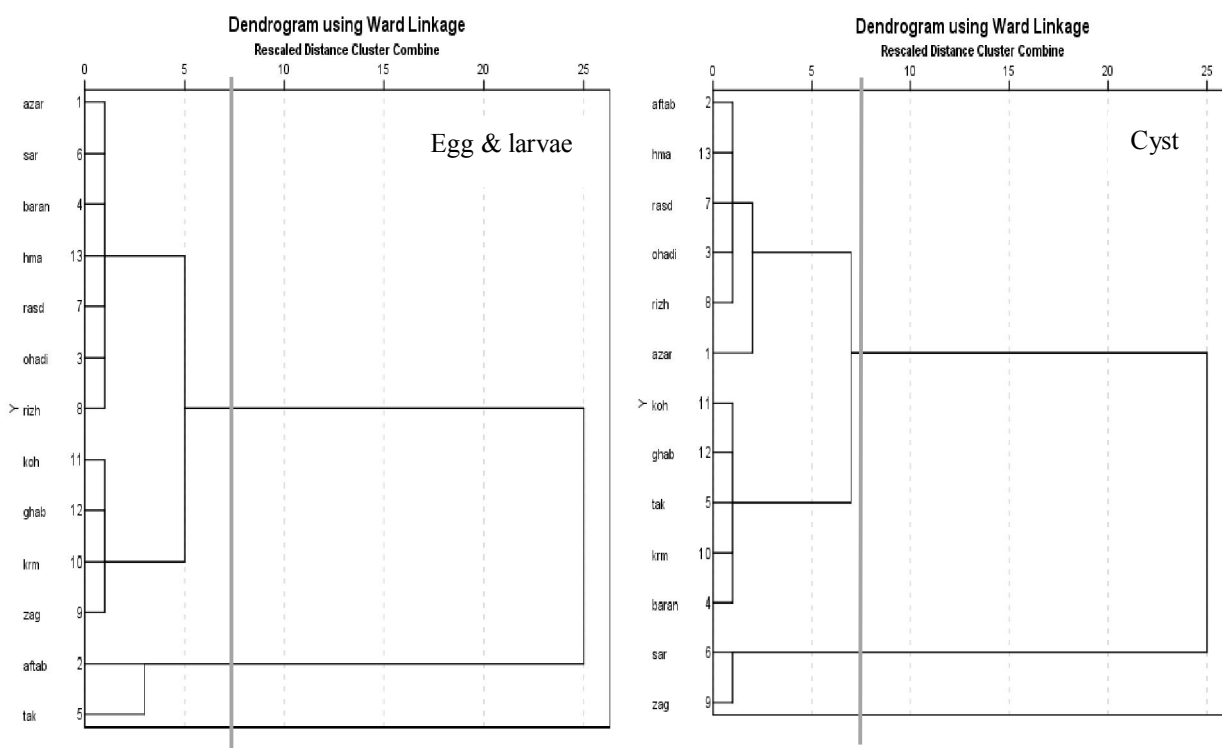 Dendrogram using Ward Linkage
Rescaled Distance Cluster Combine
0 5 10 15 20 25
Egg & larvae
azar 1
sar 6
baran 4
hma 13
rasd 7
ohadi 3
Y rizh 8
koh 11
ghab 12
krm 10
zag 9
aftab 2
tak 5
Dendrogram using Ward Linkage
Rescaled Distance Cluster Combine
0 5 10 15 20 25
Cyst
aftab 2
hma 13
rasd 7
ohadi 3
rizh 8
azar 1
Y koh 11
ghab 12
tak 5
krm 10
baran 4
sar 6
zag 9